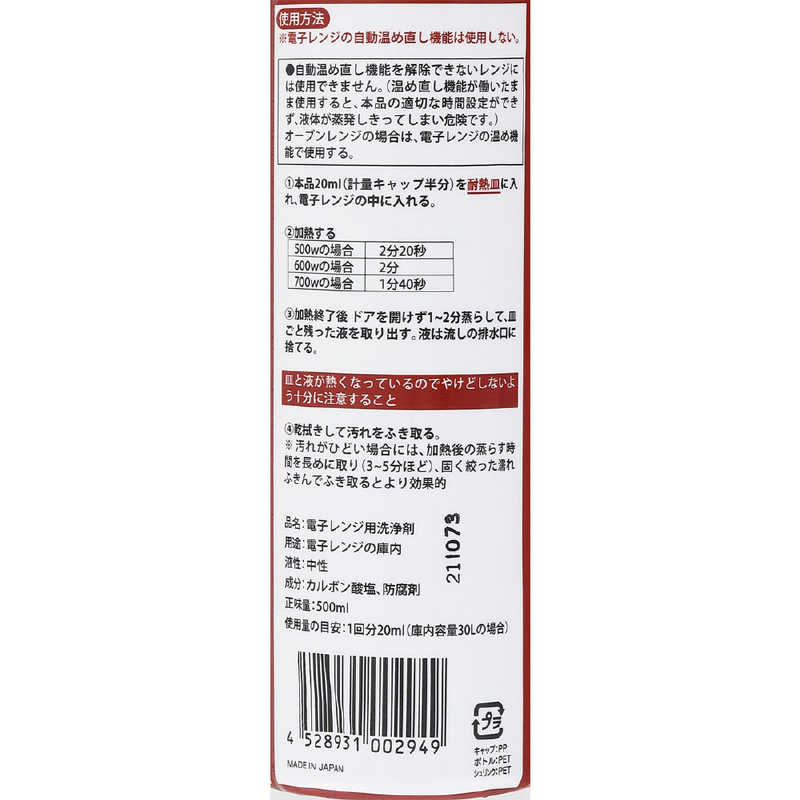 使用方法
※電子レンジの自動温め直し機能は使用しない。
●自動温め直し機能を解除できないレンジに
は使用できません。(温め直し機能が働いたま
ま使用すると、本品の適切な時間設定ができ
ず、液体が蒸発しきってしまい危険です。)
オーブンレンジの場合は、電子レンジの温め機
能で使用する。
①本品20ml(計量キャップ半分)を耐熱皿に入
れ、電子レンジの中に入れる。
②加熱する
500wの場合 2分20秒
600wの場合 2分
700wの場合 1分40秒
③加熱終了後 ドアを開けず1~2分蒸らして、皿
ごと残った液を取り出す。液は流しの排水口に
捨てる。
皿と液が熱くなっているのでやけどしないよ
う十分に注意すること
④乾拭きして汚れをふき取る。
※汚れがひどい場合には、加熱後の蒸らす時
間を長めに取り(3~5分ほど)、固く絞った濡れ
ふきんでふき取るとより効果的
品名:電子レンジ用洗浄剤
用途:電子レンジの庫内
液性:中性
成分:カルボン酸塩、防腐剤
正味量:500ml
使用量の目安:1回分20ml(庫内容量30Lの場合)
211073
4 528931 002949
MADE IN JAPAN
プラ
キャップ:PP
ボトル:PET
シュリンク:PET